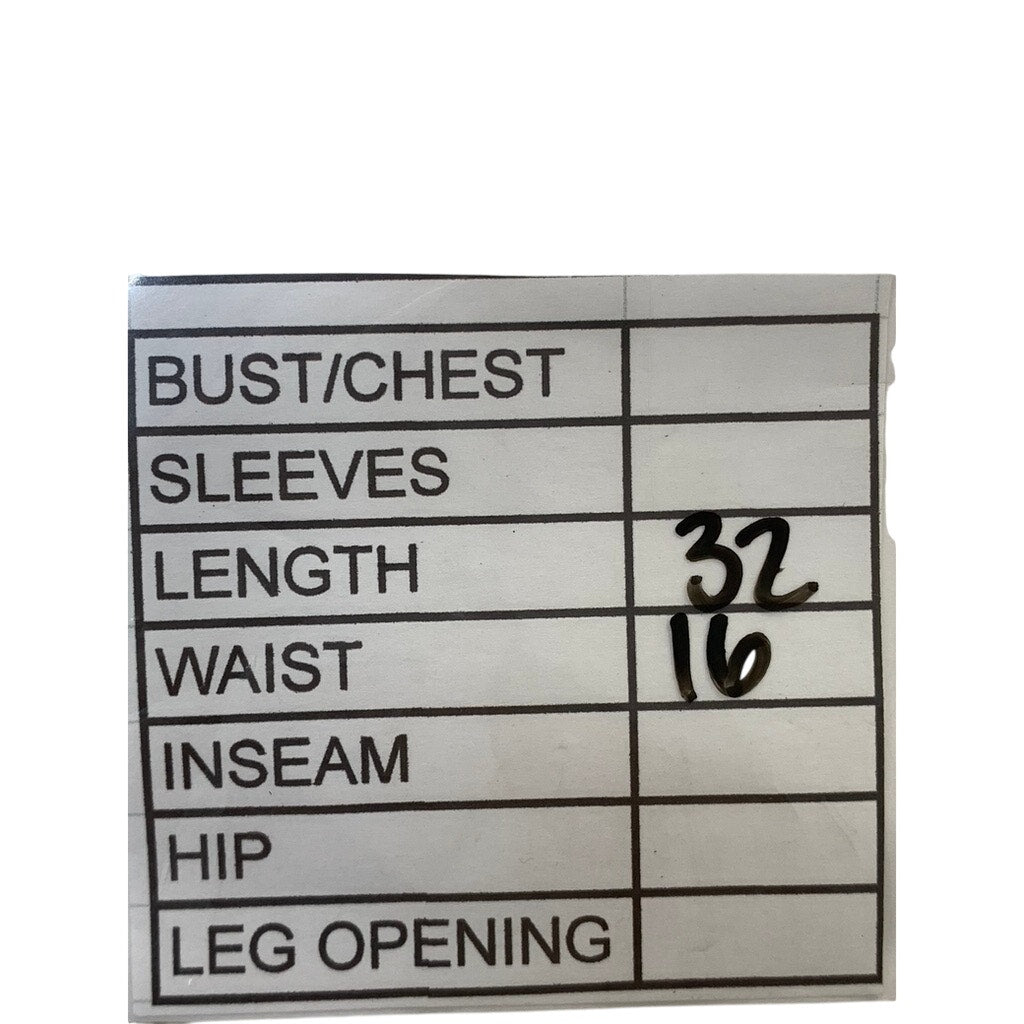 BUST/CHEST
SLEEVES
LENGTH 32
WAIST 16
INSEAM
HIP
LEG OPENING